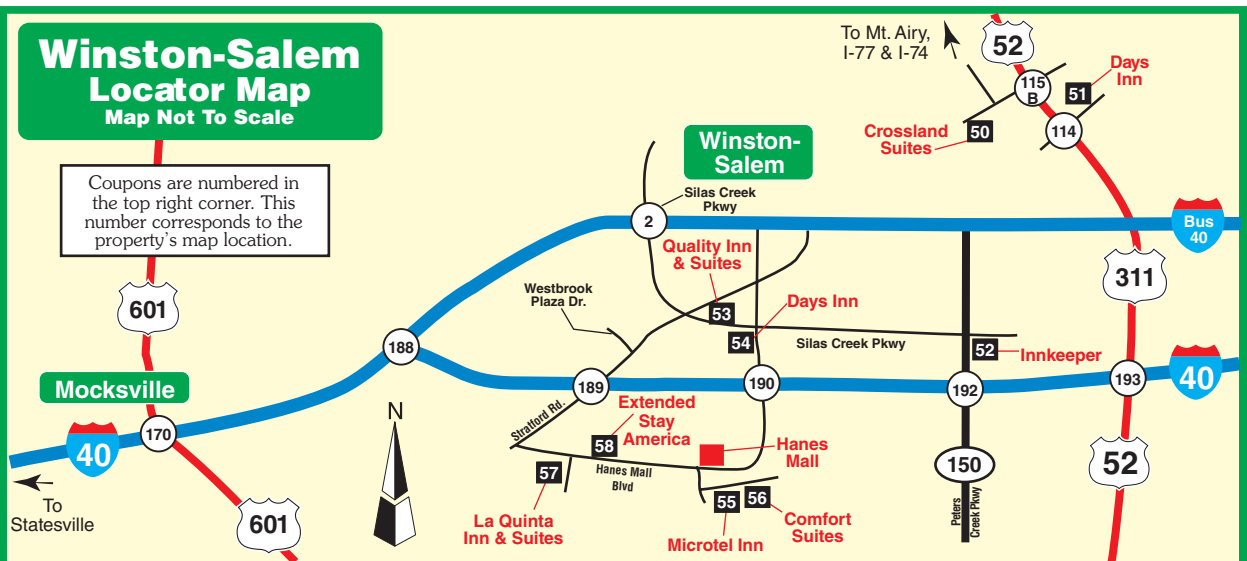 Winston-Salem
Locator Map
Map Not To Scale
Coupons are numbered in
the top right corner. This
number corresponds to the
property's map location.
To Mt. Airy,
I-77 & I-74
52
115
B
51
Days
Inn
Crossland
Suites
50
114
Winston-
Salem
Silas Creek
Pkwy
2
Bus
40
Quality Inn
& Suites
311
601
Westbrook
Plaza Dr.
53
Days Inn
54
Silas Creek Pkwy
52
Innkeeper
188
Mocksville
189
190
192
193
40
170
40
To
Statesville
601
N
Stratford Rd.
Extended
Stay
America
58
Hanes Mall
Blvd
Hanes
Mall
57
La Quinta
Inn & Suites
55
56
Microtel Inn
Comfort
Suites
150
Peters
Creek Pkwy
52